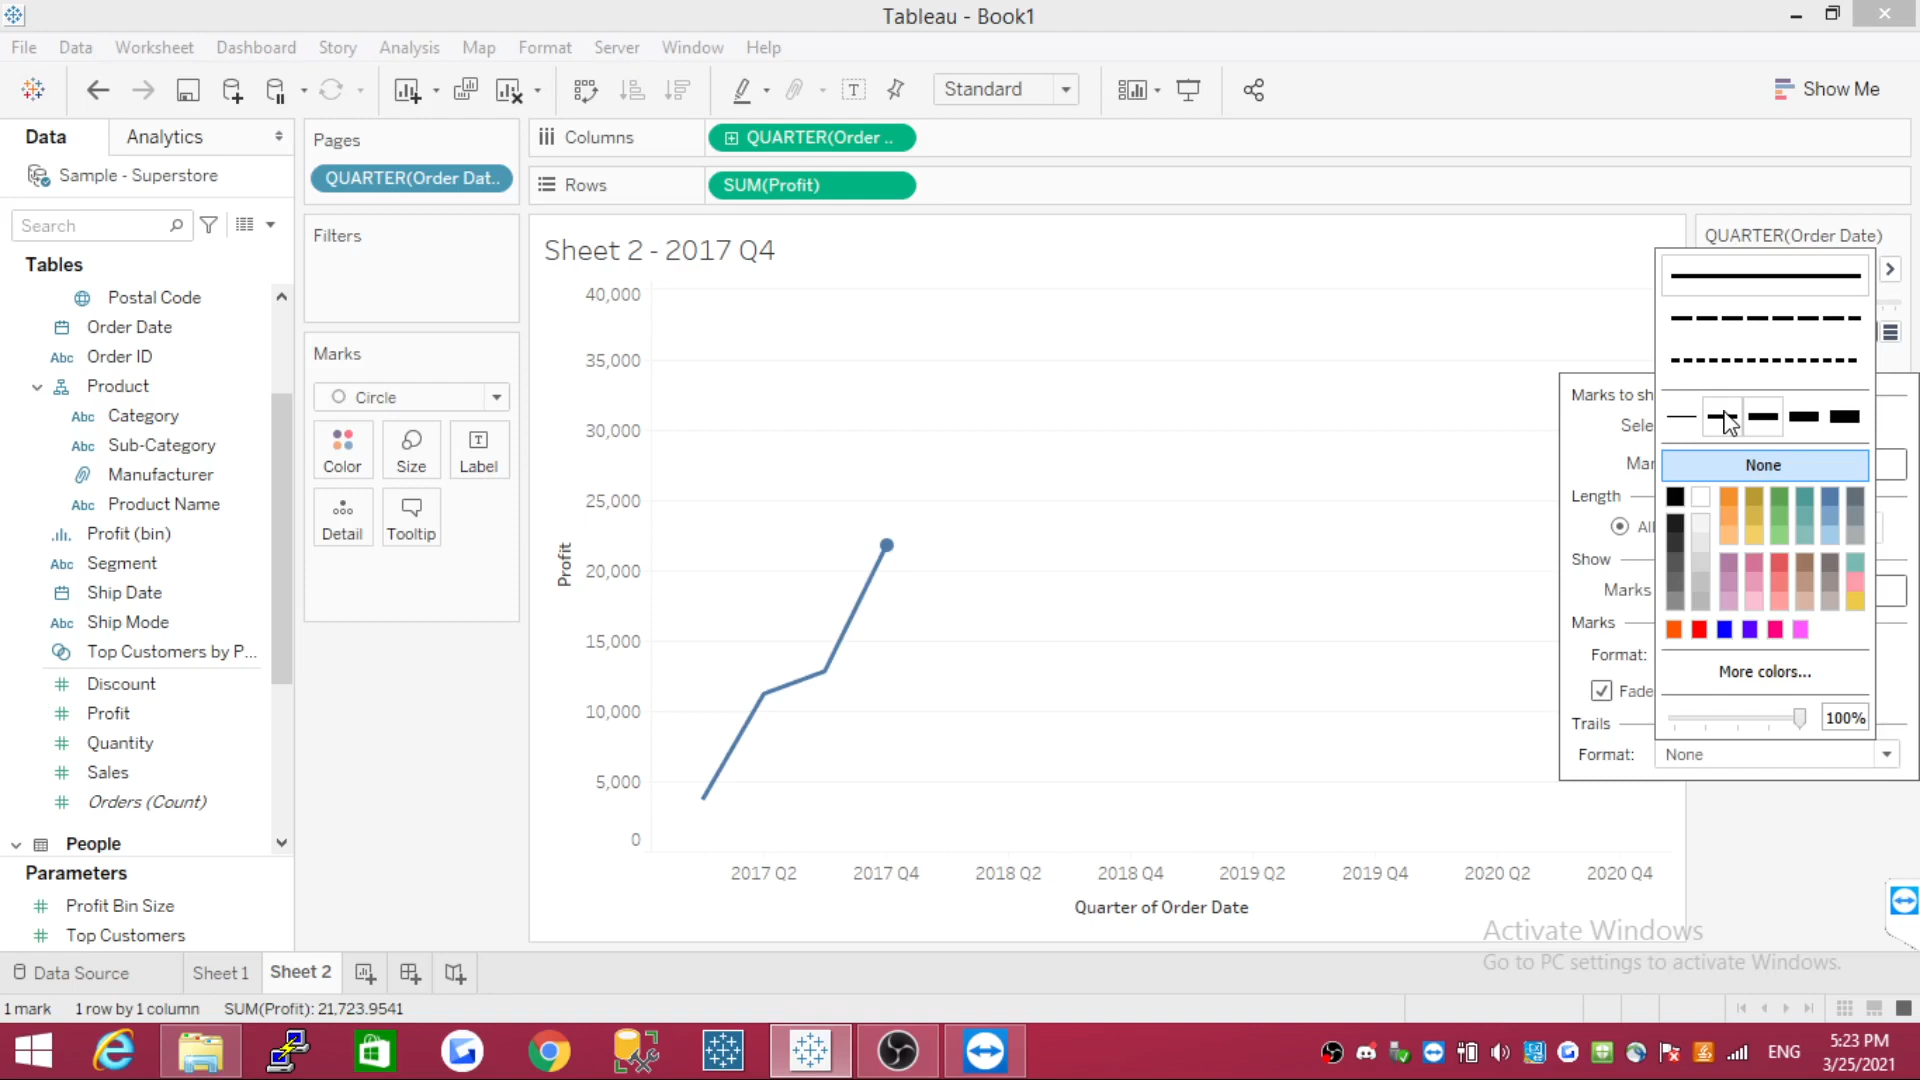 Tableau - Book1
File Data Worksheet Dashboard Story Analysis Map Format Server Window Help
Standard
Show Me
Data Analytics
Sample - Superstore
Search
Tables
Postal Code
Order Date
Abc Order ID
Product
Abc Category
Abc Sub-Category
Manufacturer
Abc Product Name
Profit (bin)
Abc Segment
Ship Date
Abc Ship Mode
Top Customers by P...
Discount
Profit
Quantity
Sales
Orders (Count)
People
Parameters
Profit Bin Size
Top Customers
Pages
QUARTER(Order Dat..
Filters
Marks
Circle
Color Size Label
Detail Tooltip
Columns QUARTER(Order ..
Rows SUM(Profit)
Sheet 2 - 2017 Q4
40,000
35,000
30,000
25,000
20,000
15,000
10,000
5,000
0
Profit
2017 Q2 2017 Q4 2018 Q2 2018 Q4 2019 Q2 2019 Q4 2020 Q2 2020 Q4
Quarter of Order Date
QUARTER(Order Date)
Marks to sh
Sele
Mar
Length
All
Show
Marks
Marks
Format:
Fade
Trails
Format: None
None
More colors...
100%
Activate Windows
Go to PC settings to activate Windows.
Data Source Sheet 1 Sheet 2
1 mark 1 row by 1 column SUM(Profit): 21,723.9541
ENG
5:23 PM
3/25/2021